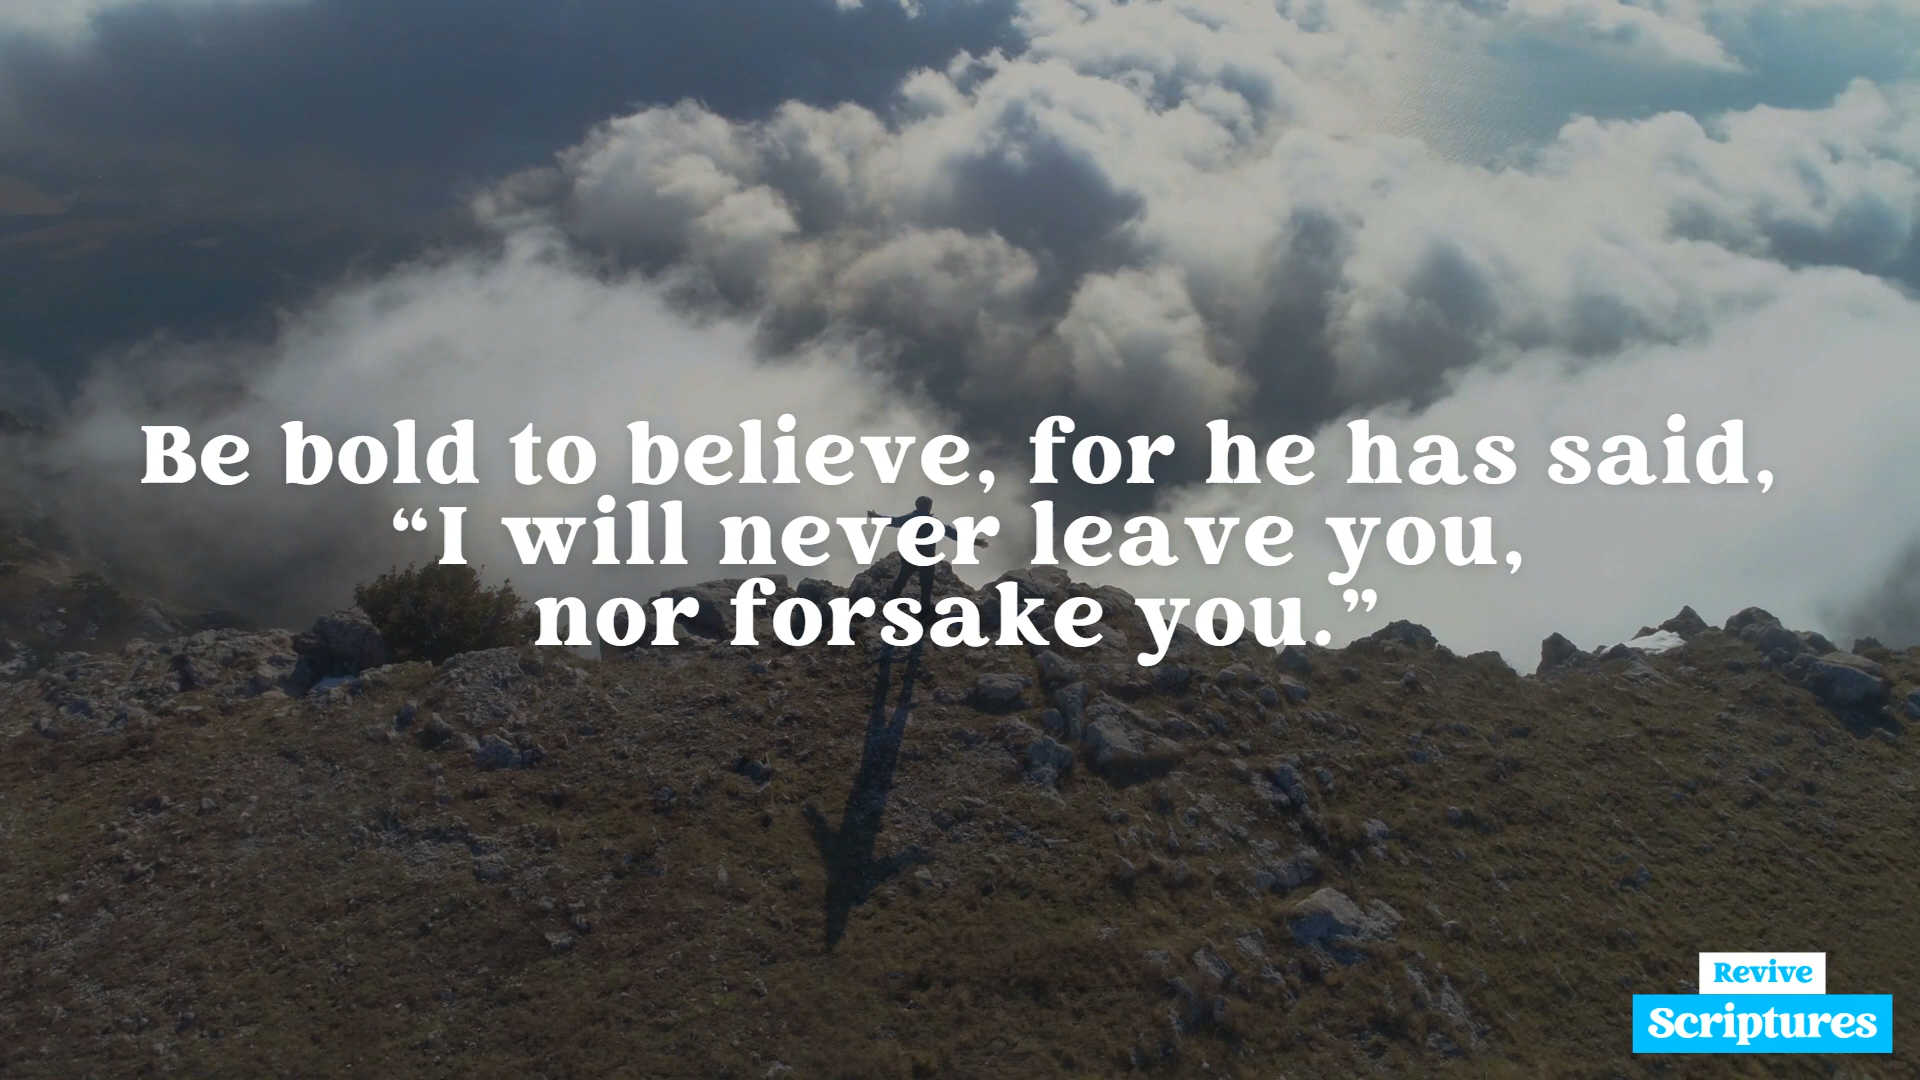 Be bold to believe, for he has said,
“I will never leave you,
nor forsake you.”
Revive
Scriptures